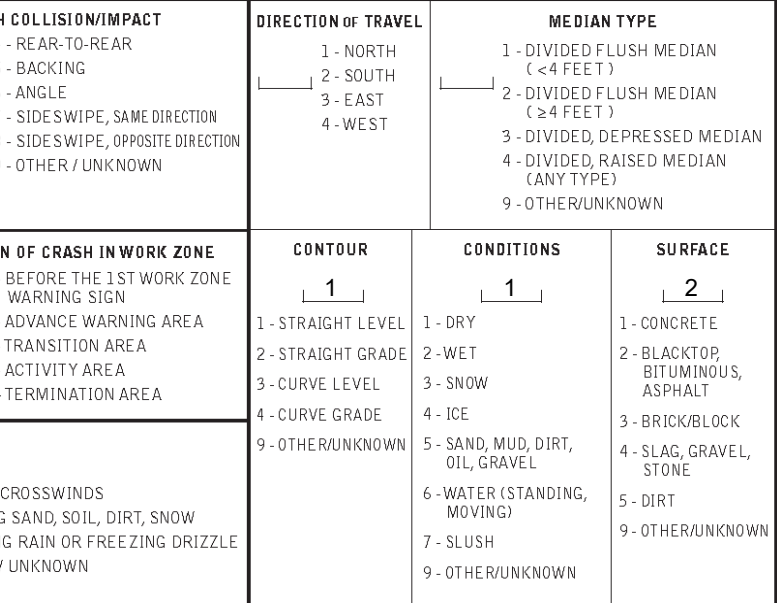 H COLLISION/IMPACT
- REAR-TO-REAR
- BACKING
- ANGLE
- SIDESWIPE, SAME DIRECTION
- SIDESWIPE, OPPOSITE DIRECTION
- OTHER / UNKNOWN
DIRECTION OF TRAVEL
1 - NORTH
2 - SOUTH
3 - EAST
4 - WEST
MEDIAN TYPE
1 - DIVIDED FLUSH MEDIAN
( <4 FEET )
2 - DIVIDED FLUSH MEDIAN
( ≥4 FEET )
3 - DIVIDED, DEPRESSED MEDIAN
4 - DIVIDED, RAISED MEDIAN
(ANY TYPE)
9 - OTHER/UNKNOWN
N OF CRASH IN WORK ZONE
BEFORE THE 1ST WORK ZONE
WARNING SIGN
ADVANCE WARNING AREA
TRANSITION AREA
ACTIVITY AREA
- TERMINATION AREA
CROSSWINDS
G SAND, SOIL, DIRT, SNOW
NG RAIN OR FREEZING DRIZZLE
/ UNKNOWN
CONTOUR
1
1 - STRAIGHT LEVEL
2 - STRAIGHT GRADE
3 - CURVE LEVEL
4 - CURVE GRADE
9 - OTHER/UNKNOWN
CONDITIONS
1
1 - DRY
2 - WET
3 - SNOW
4 - ICE
5 - SAND, MUD, DIRT,
OIL, GRAVEL
6 - WATER (STANDING,
MOVING)
7 - SLUSH
9 - OTHER/UNKNOWN
SURFACE
2
1 - CONCRETE
2 - BLACKTOP,
BITUMINOUS,
ASPHALT
3 - BRICK/BLOCK
4 - SLAG, GRAVEL,
STONE
5 - DIRT
9 - OTHER/UNKNOWN